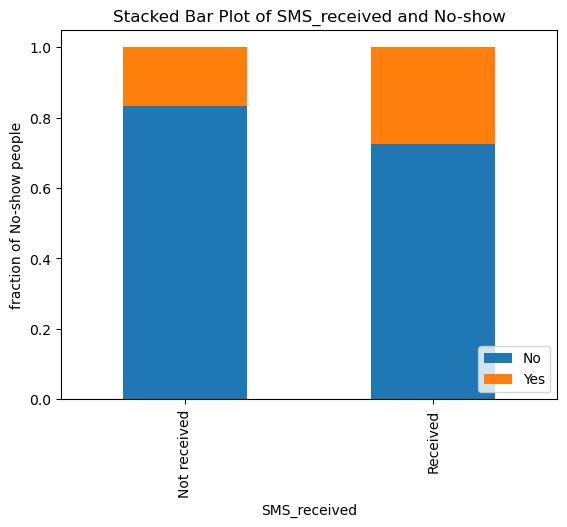 Stacked Bar Plot of SMS_received and No-show
fraction of No-show people
1.0
0.8
0.6
0.4
0.2
0.0
No
Yes
Not received
Received
SMS_received